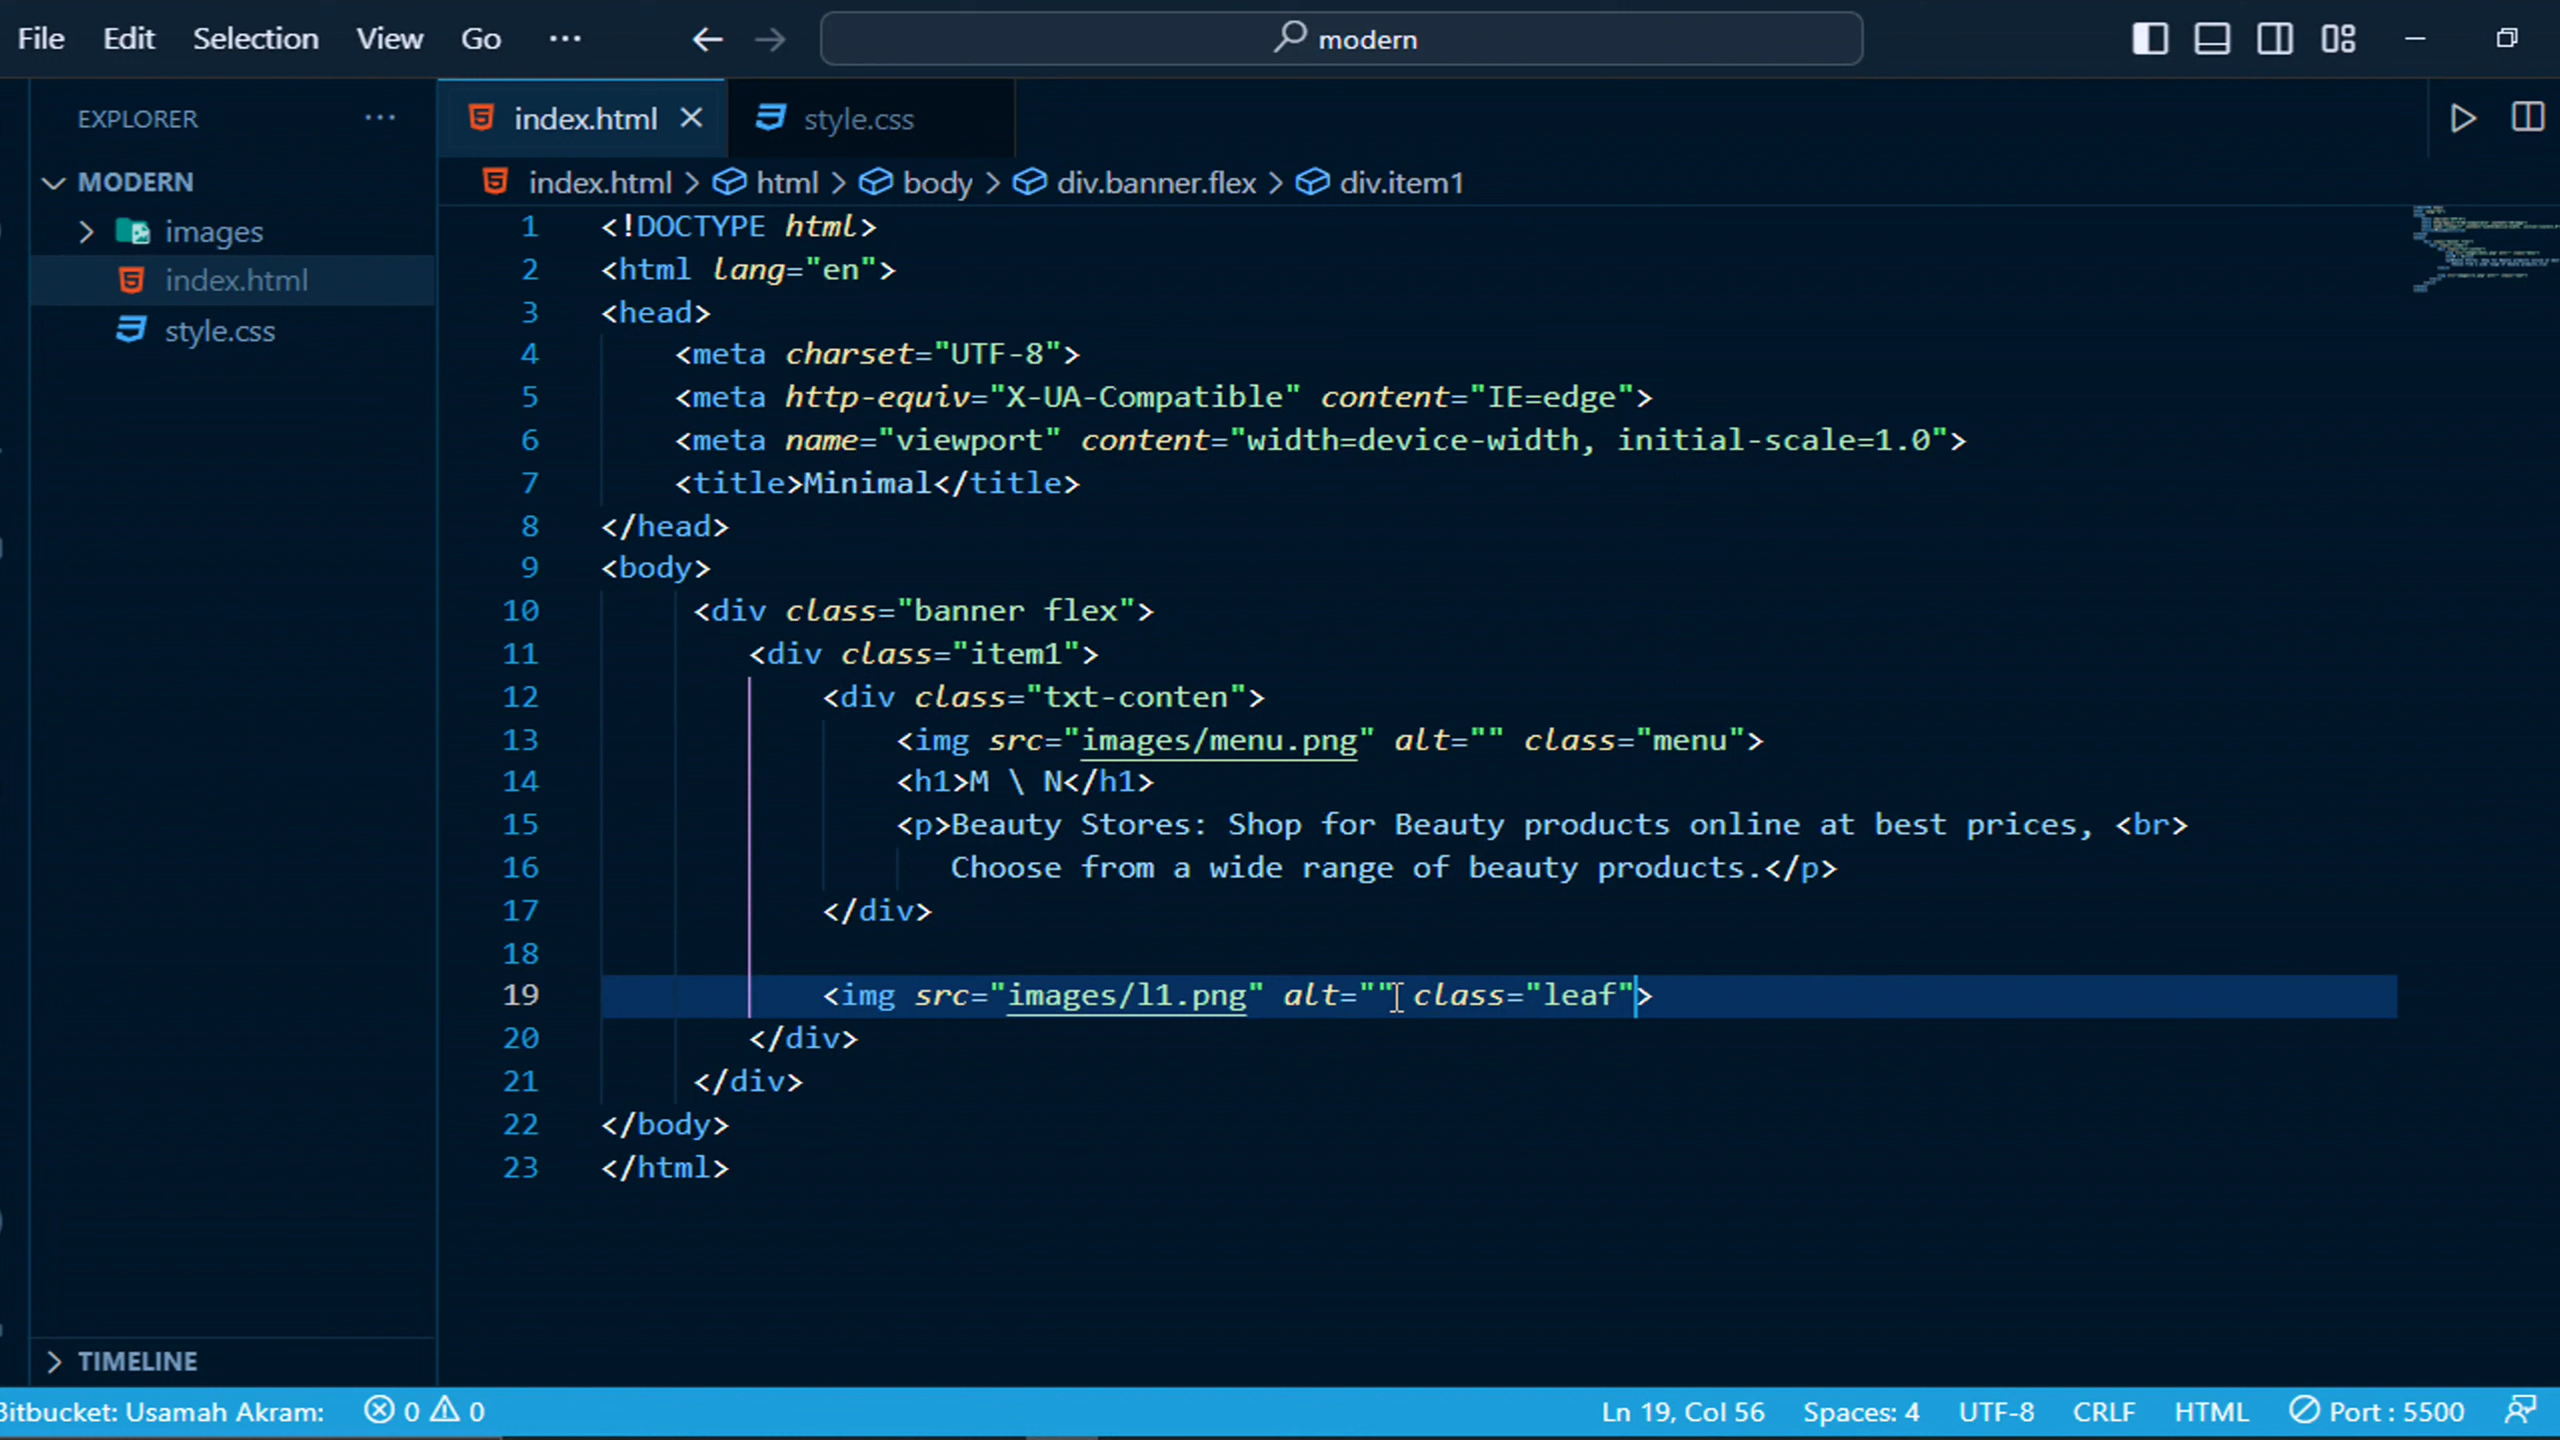 File Edit Selection View Go ··· modern
EXPLORER ···
MODERN
images
index.html
style.css
TIMELINE
index.html style.css
index.html > html > body > div.banner.flex > div.item1
1 <!DOCTYPE html>
2 <html lang="en">
3 <head>
4 <meta charset="UTF-8">
5 <meta http-equiv="X-UA-Compatible" content="IE=edge">
6 <meta name="viewport" content="width=device-width, initial-scale=1.0">
7 <title>Minimal</title>
8 </head>
9 <body>
10 <div class="banner flex">
11 <div class="item1">
12 <div class="txt-conten">
13 <img src="images/menu.png" alt="" class="menu">
14 <h1>M \ N</h1>
15 <p>Beauty Stores: Shop for Beauty products online at best prices, <br>
16 Choose from a wide range of beauty products.</p>
17 </div>
18
19 <img src="images/l1.png" alt="" class="leaf">
20 </div>
21 </div>
22 </body>
23 </html>
Bitbucket: Usamah Akram: 0 0 Ln 19, Col 56 Spaces: 4 UTF-8 CRLF HTML Port : 5500